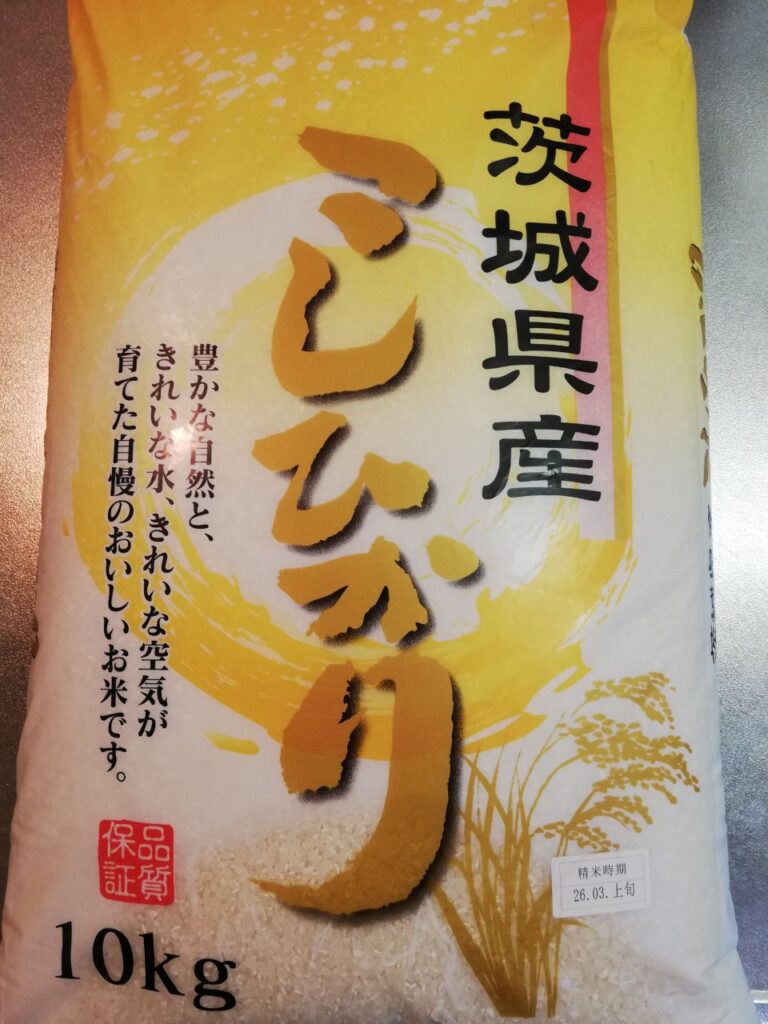 茨城県産
こしひかり
豊かな自然と、
きれいな水、きれいな空気が
育てた自慢のおいしいお米です。
品質
保証
10kg
精米時期
26.03.上旬